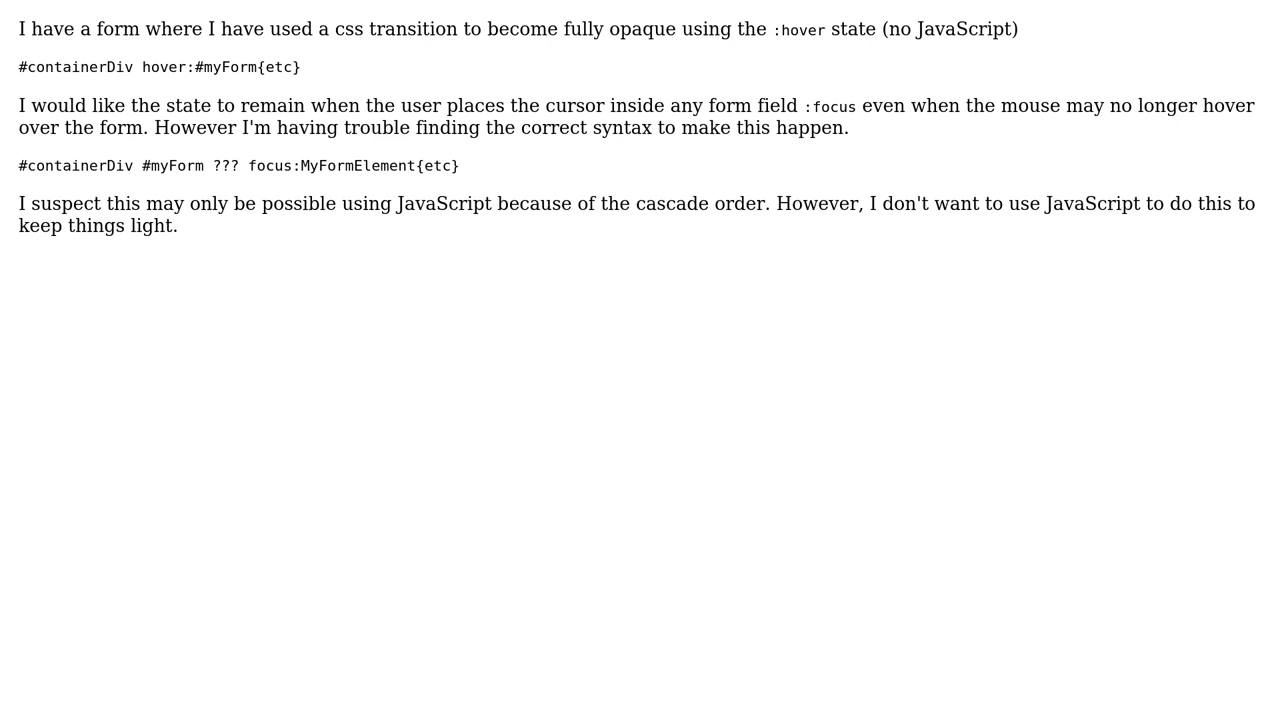 I have a form where I have used a css transition to become fully opaque using the :hover state (no JavaScript)
#containerDiv hover:#myForm{etc}
I would like the state to remain when the user places the cursor inside any form field :focus even when the mouse may no longer hover
over the form. However I'm having trouble finding the correct syntax to make this happen.
#containerDiv #myForm ??? focus:MyFormElement{etc}
I suspect this may only be possible using JavaScript because of the cascade order. However, I don't want to use JavaScript to do this to
keep things light.